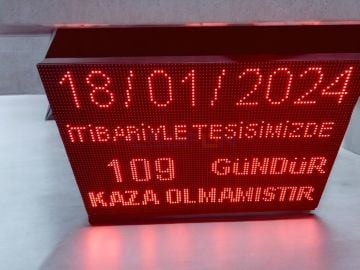 18/01/2024
İTİBARİYLE TESİSİMİZDE
109 GÜNDÜR
KAZA OLMAMIŞTIR